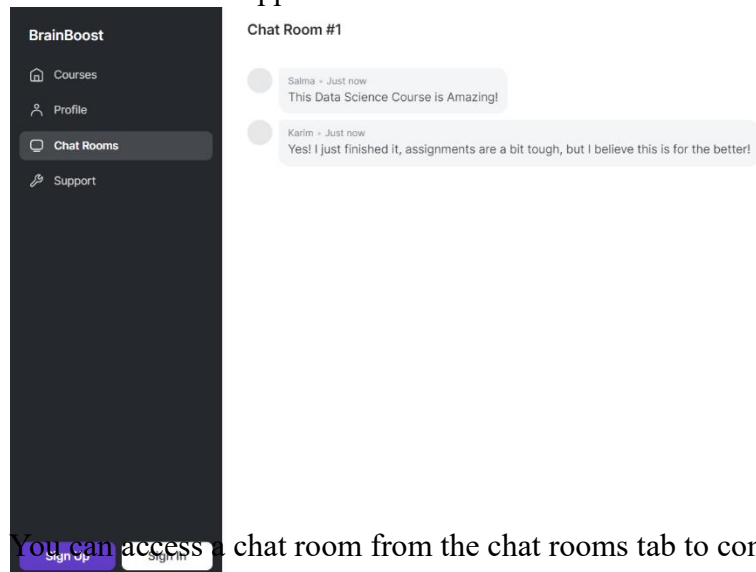 BrainBoost
Courses
Profile
Chat Rooms
Support
Chat Room #1
Salma • Just now
This Data Science Course is Amazing!
Karim • Just now
Yes! I just finished it, assignments are a bit tough, but I believe this is for the better!
Sign Up
Sign In
You can access a chat room from the chat rooms tab to